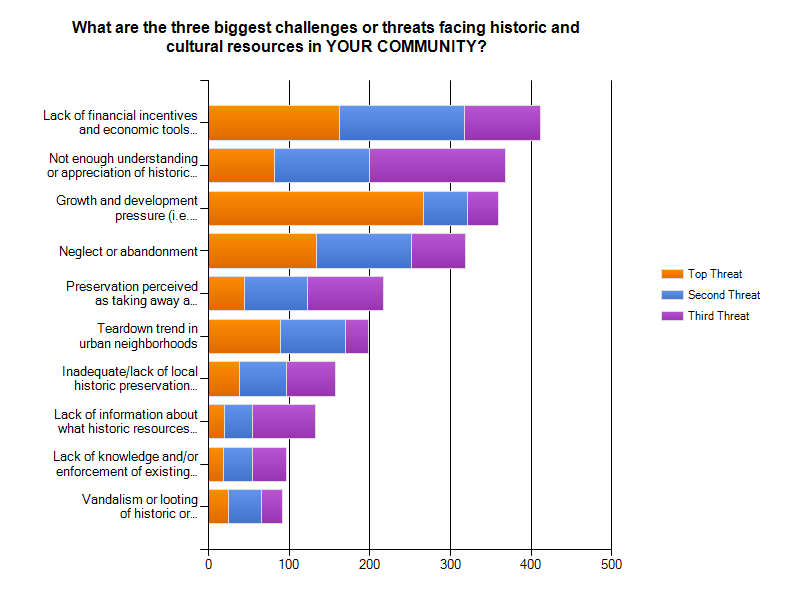 What are the three biggest challenges or threats facing historic and
cultural resources in YOUR COMMUNITY?
Lack of financial incentives
and economic tools...
Not enough understanding
or appreciation of historic...
Growth and development
pressure (i.e....
Neglect or abandonment
Preservation perceived
as taking away a...
Teardown trend in
urban neighborhoods
Inadequate/lack of local
historic preservation...
Lack of information about
what historic resources...
Lack of knowledge and/or
enforcement of existing...
Vandalism or looting
of historic or...
0 100 200 300 400 500
Top Threat
Second Threat
Third Threat